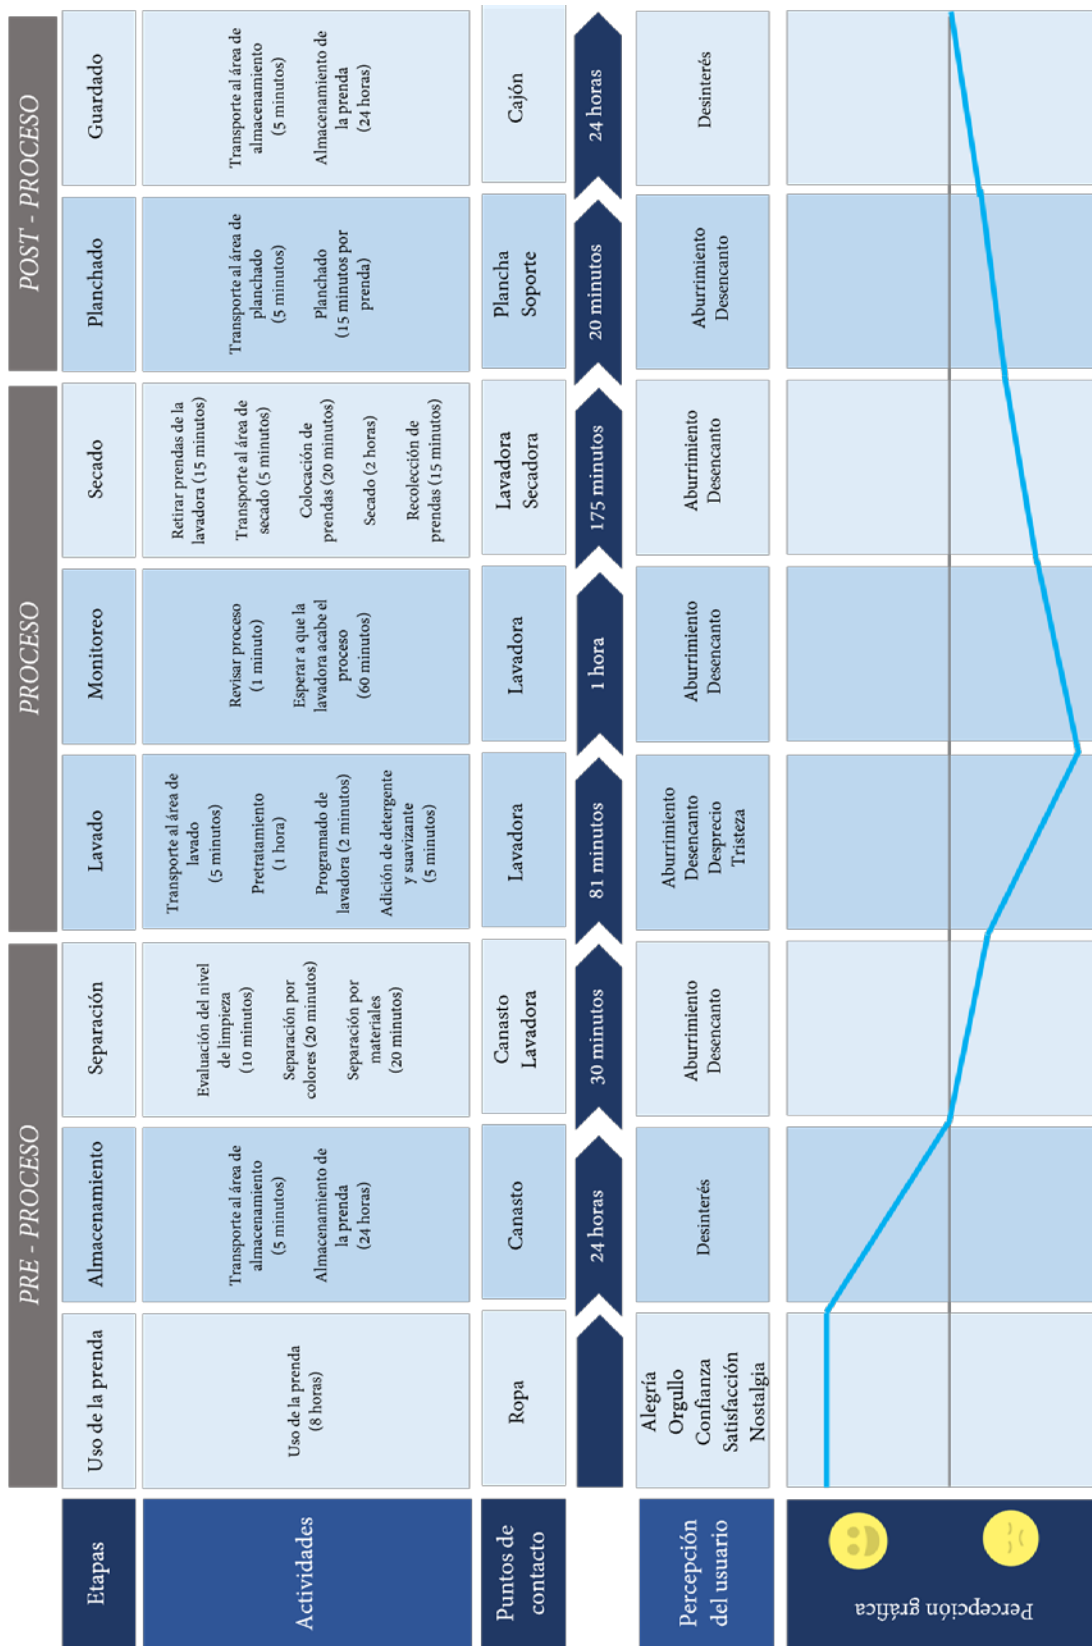 PRE - PROCESO
PROCESO
POST - PROCESO
Etapas
Uso de la prenda
Almacenamiento
Separación
Lavado
Monitoreo
Secado
Planchado
Guardado
Actividades
Uso de la prenda
(8 horas)
Transporte al área de
almacenamiento
(5 minutos)
Almacenamiento de
la prenda
(24 horas)
Evaluación del nivel
de limpieza
(10 minutos)
Separación por
colores (20 minutos)
Separación por
materiales
(20 minutos)
Transporte al área de
lavado
(5 minutos)
Pretratamiento
(1 hora)
Programado de
lavadora (2 minutos)
Adición de detergente
y suavizante
(5 minutos)
Revisar proceso
(1 minuto)
Esperar a que la
lavadora acabe el
proceso
(60 minutos)
Retirar prendas de la
lavadora (15 minutos)
Transporte al área de
secado (5 minutos)
Colocación de
prendas (20 minutos)
Secado (2 horas)
Recolección de
prendas (15 minutos)
Transporte al área de
planchado
(5 minutos)
Planchado
(15 minutos por
prenda)
Transporte al área de
almacenamiento
(5 minutos)
Almacenamiento de
la prenda
(24 horas)
Puntos de
contacto
Ropa
Canasto
Canasto
Lavadora
Lavadora
Lavadora
Lavadora
Secadora
Plancha
Soporte
Cajón
24 horas
30 minutos
81 minutos
1 hora
175 minutos
20 minutos
24 horas
Percepción
del usuario
Alegría
Orgullo
Confianza
Satisfacción
Nostalgia
Desinterés
Aburrimiento
Desencanto
Aburrimiento
Desencanto
Desprecio
Tristeza
Aburrimiento
Desencanto
Aburrimiento
Desencanto
Aburrimiento
Desencanto
Desinterés
Percepción gráfica